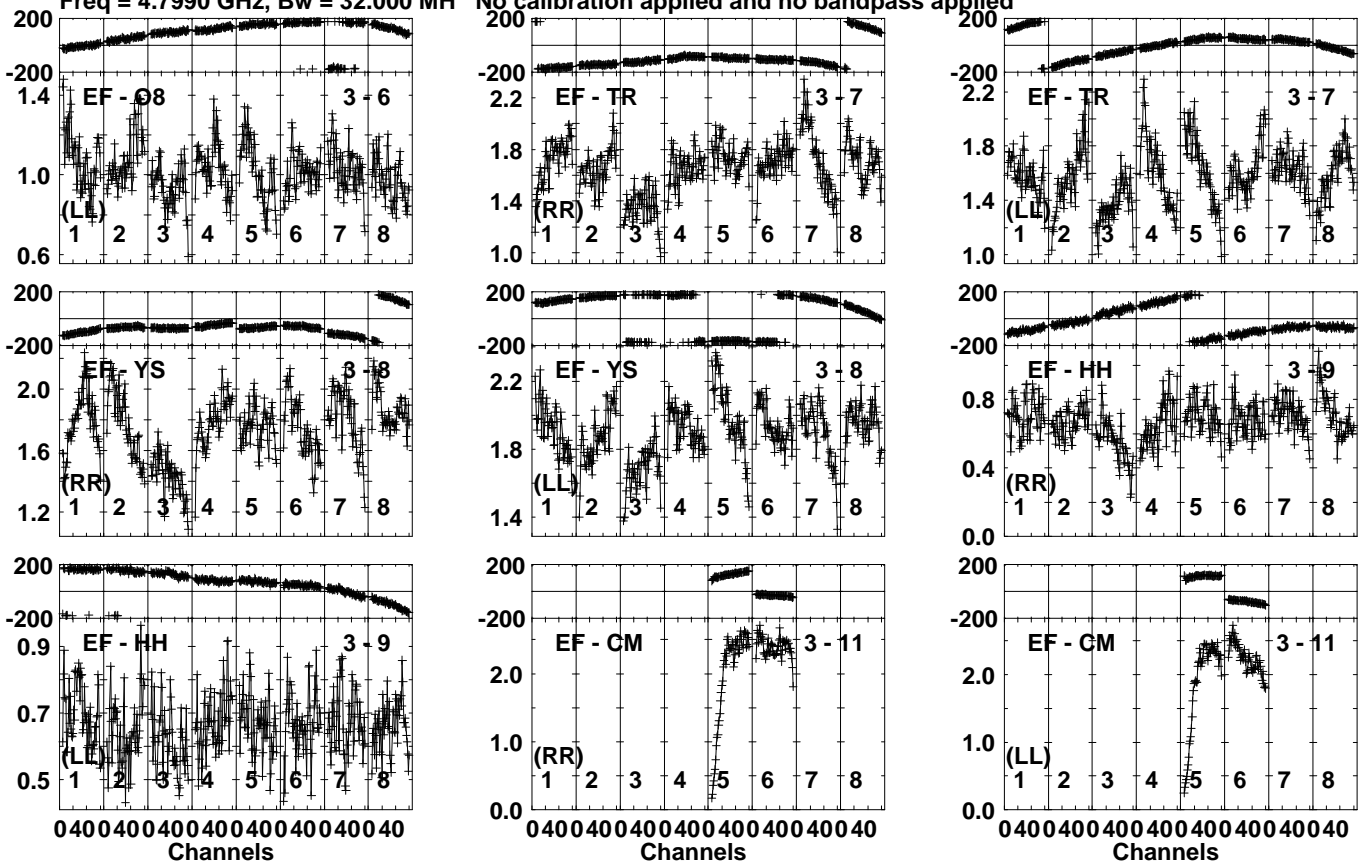 Freq = 4.7990 GHz, Bw = 32.000 MH No calibration applied and no bandpass applied
200 200 200
-200 -200 -200
EF - O8 3 - 6 EF - TR 3 - 7 EF - TR 3 - 7
1.4 2.2 2.2
1.8 1.8
1.0 1.4 1.4
(LL) (RR) (LL)
1 2 3 4 5 6 7 8 1 2 3 4 5 6 7 8 1 2 3 4 5 6 7 8
0.6 1.0 1.0
200 200 200
-200 -200 -200
EF - YS 3 - 8 EF - YS 3 - 8 EF - HH 3 - 9
2.0 2.2 0.8
1.6 1.8 0.4
(RR) (LL) (RR)
1 2 3 4 5 6 7 8 1 2 3 4 5 6 7 8 1 2 3 4 5 6 7 8
1.2 1.4 0.0
200 200 200
-200 -200 -200
EF - HH 3 - 9 EF - CM 3 - 11 EF - CM 3 - 11
0.9 2.0 2.0
0.7 1.0 1.0
(LL) (RR) (LL)
1 2 3 4 5 6 7 8 1 2 3 4 5 6 7 8 1 2 3 4 5 6 7 8
0.5 0.0 0.0
0 40 0 40 0 40 0 40 0 40 0 40 0 40 0 40 0 40 0 40 0 40 0 40 0 40 0 40 0 40 0 40 0 40 0 40 0 40 0 40 0 40 0 40 0 40 0 40
Channels Channels Channels